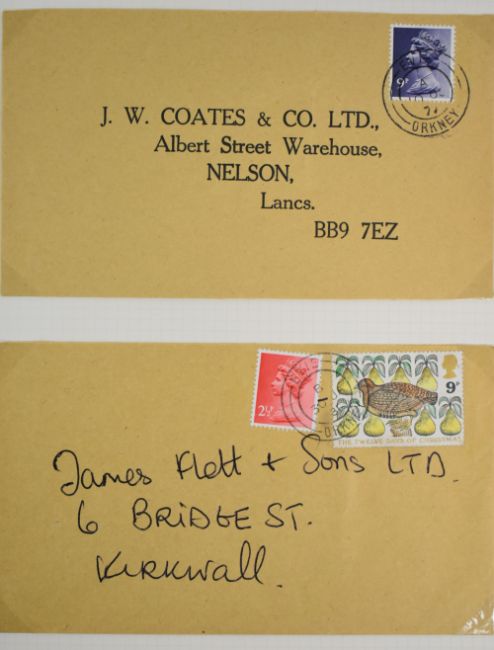 9P
77
ORKNEY
J. W. COATES & CO. LTD.,
Albert Street Warehouse,
NELSON,
Lancs.
BB9 7EZ
2½P
9P
THE TWELVE DAYS OF CHRISTMAS
James Flett + Sons LTD.
6 BRIDGE ST.
Kirkwall.